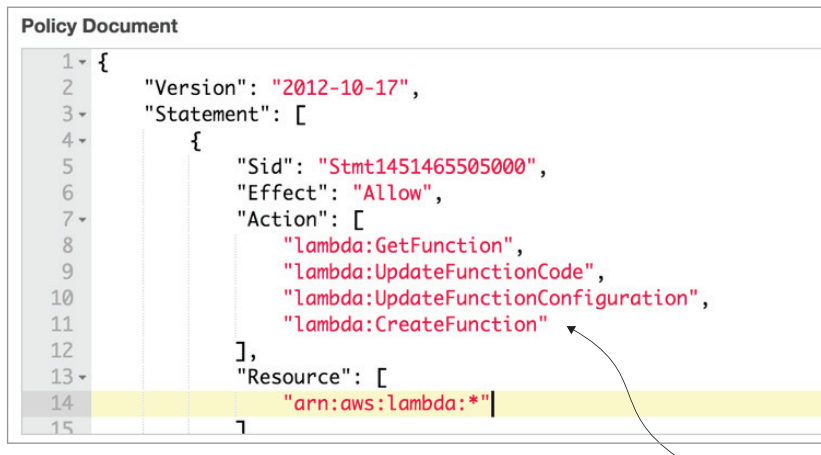 Policy Document
1 {
2 "Version": "2012-10-17",
3 "Statement": [
4 {
5 "Sid": "Stmt1451465505000",
6 "Effect": "Allow",
7 "Action": [
8 "lambda:GetFunction",
9 "lambda:UpdateFunctionCode",
10 "lambda:UpdateFunctionConfiguration",
11 "lambda:CreateFunction"
12 ],
13 "Resource": [
14 "arn:aws:lambda:*"
15 ]